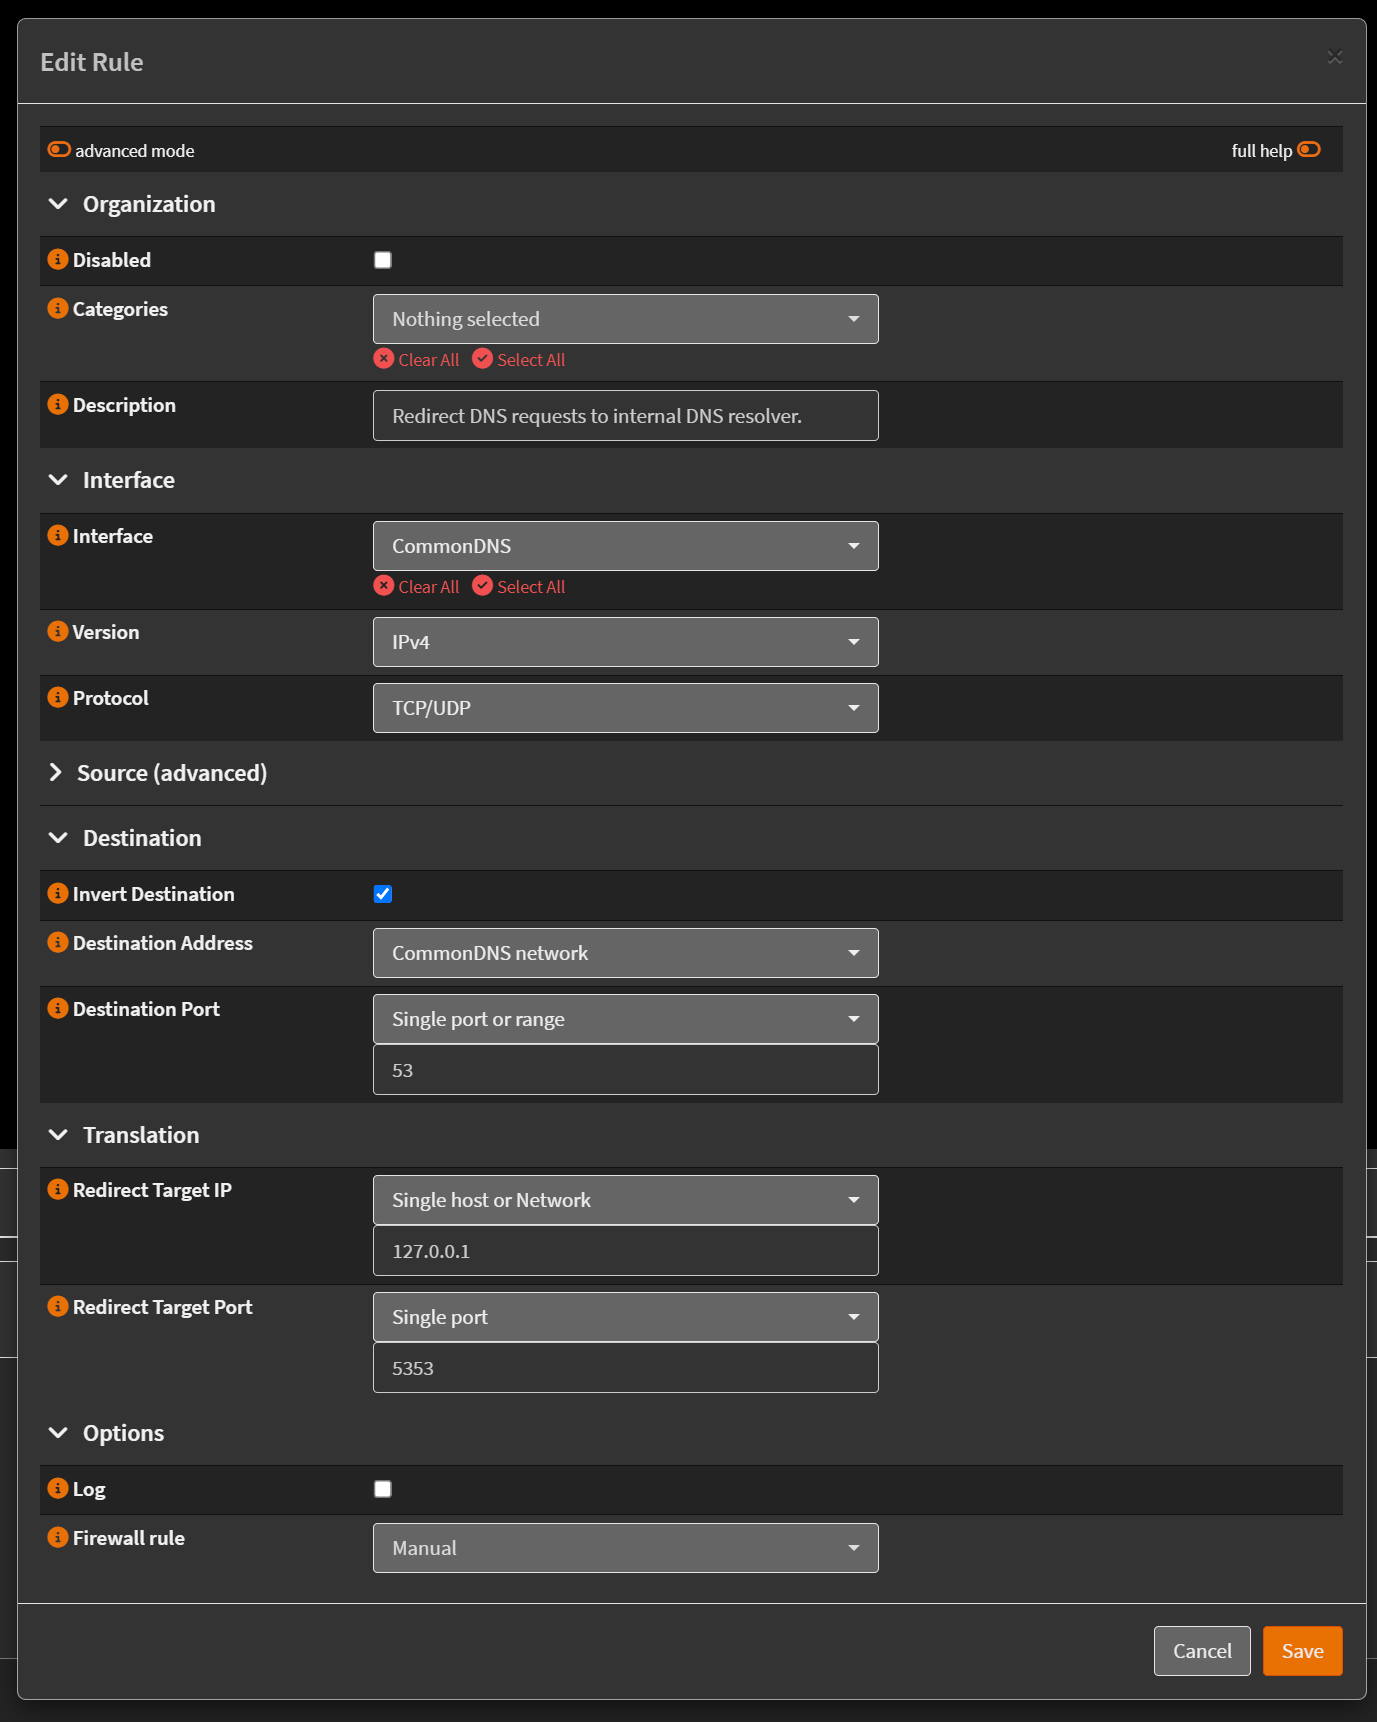 Edit Rule
×
advanced mode
full help
Organization
Disabled
Categories
Nothing selected
Clear All Select All
Description
Redirect DNS requests to internal DNS resolver.
Interface
Interface
CommonDNS
Clear All Select All
Version
IPv4
Protocol
TCP/UDP
Source (advanced)
Destination
Invert Destination
Destination Address
CommonDNS network
Destination Port
Single port or range
53
Translation
Redirect Target IP
Single host or Network
127.0.0.1
Redirect Target Port
Single port
5353
Options
Log
Firewall rule
Manual
Cancel
Save